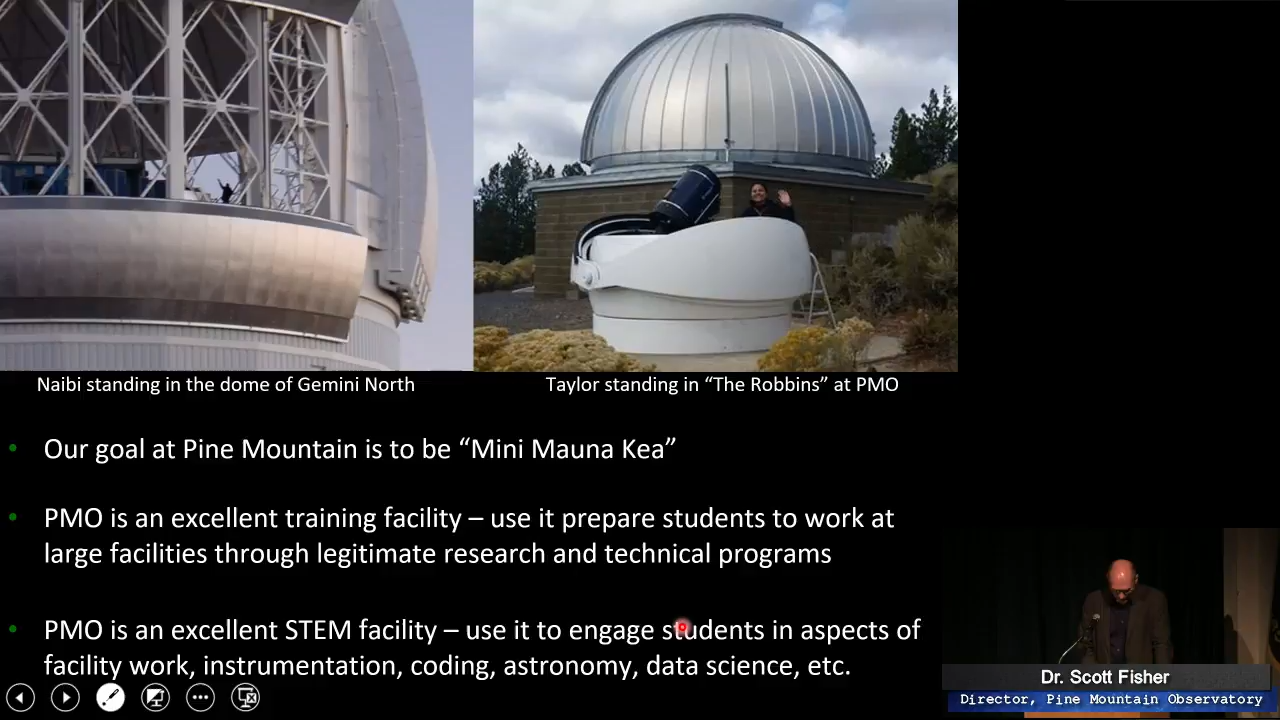 Naibi standing in the dome of Gemini North
Taylor standing in “The Robbins” at PMO
• Our goal at Pine Mountain is to be “Mini Mauna Kea”
• PMO is an excellent training facility – use it prepare students to work at
large facilities through legitimate research and technical programs
• PMO is an excellent STEM facility – use it to engage students in aspects of
facility work, instrumentation, coding, astronomy, data science, etc.
Dr. Scott Fisher
Director, Pine Mountain Observatory